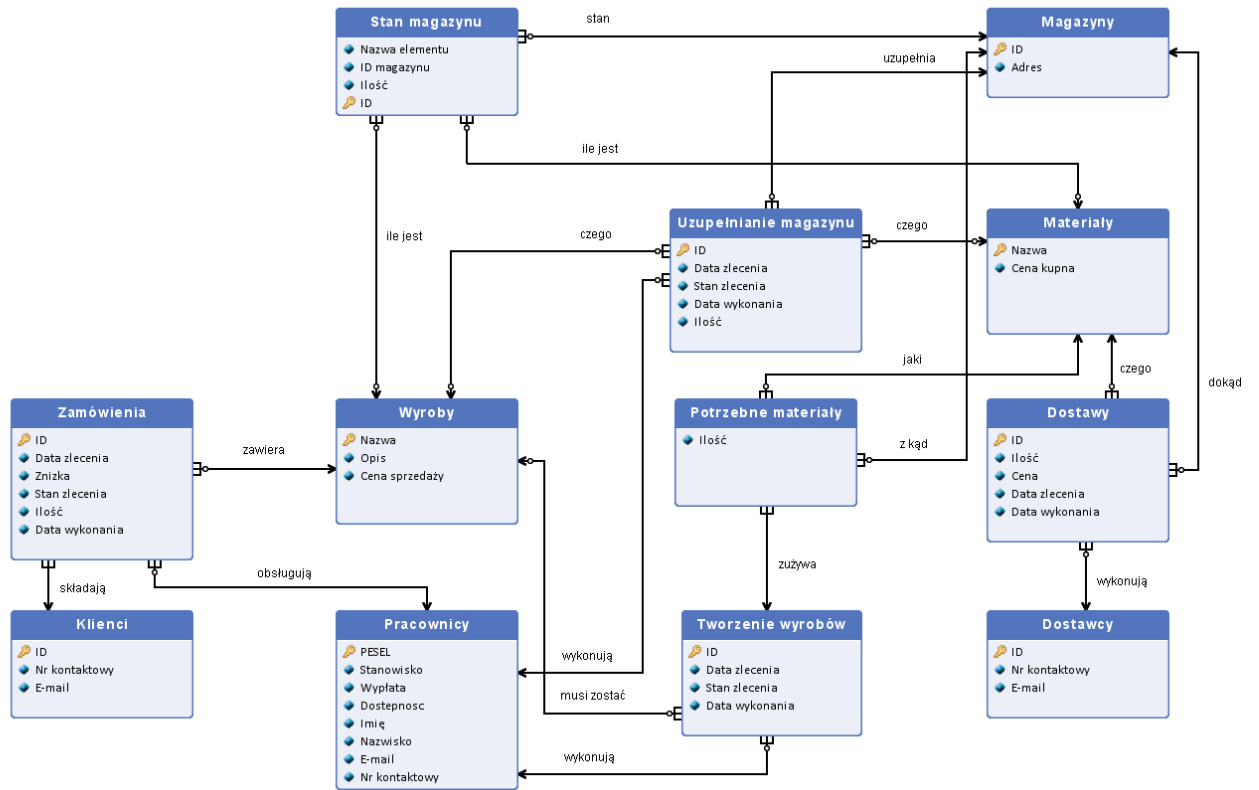 Stan magazynu
Nazwa elementu
ID magazynu
Ilość
ID
stan
Magazyny
ID
Adres
uzupełnia
ile jest
ile jest
Uzupełnianie magazynu
ID
Data zlecenia
Stan zlecenia
Data wykonania
Ilość
czego
czego
Materiały
Nazwa
Cena kupna
jaki
czego
dokąd
Zamówienia
ID
Data zlecenia
Znizka
Stan zlecenia
Ilość
Data wykonania
zawiera
Wyroby
Nazwa
Opis
Cena sprzedaży
Potrzebne materiały
Ilość
z kąd
Dostawy
ID
Ilość
Cena
Data zlecenia
Data wykonania
składają
obsługują
zużywa
wykonują
Klienci
ID
Nr kontaktowy
E-mail
Pracownicy
PESEL
Stanowisko
Wypłata
Dostepnosc
Imię
Nazwisko
E-mail
Nr kontaktowy
wykonują
musi zostać
wykonują
Tworzenie wyrobów
ID
Data zlecenia
Stan zlecenia
Data wykonania
Dostawcy
ID
Nr kontaktowy
E-mail